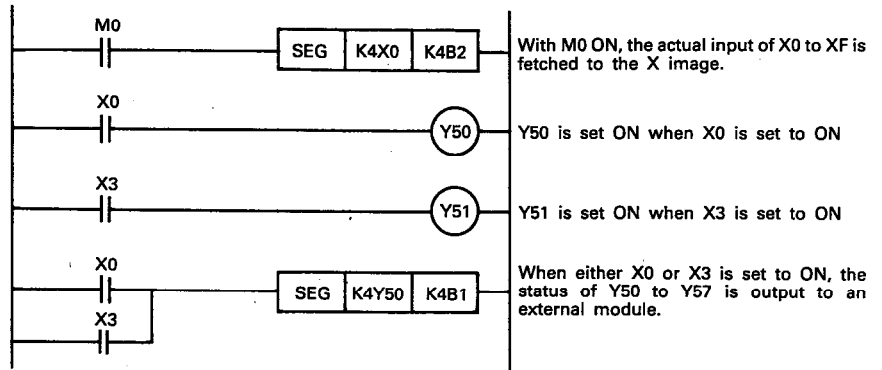 M0
SEG K4X0 K4B2
With M0 ON, the actual input of X0 to XF is
fetched to the X image.
X0
Y50
Y50 is set ON when X0 is set to ON
X3
Y51
Y51 is set ON when X3 is set to ON
X0
SEG K4Y50 K4B1
When either X0 or X3 is set to ON, the
status of Y50 to Y57 is output to an
external module.
X3